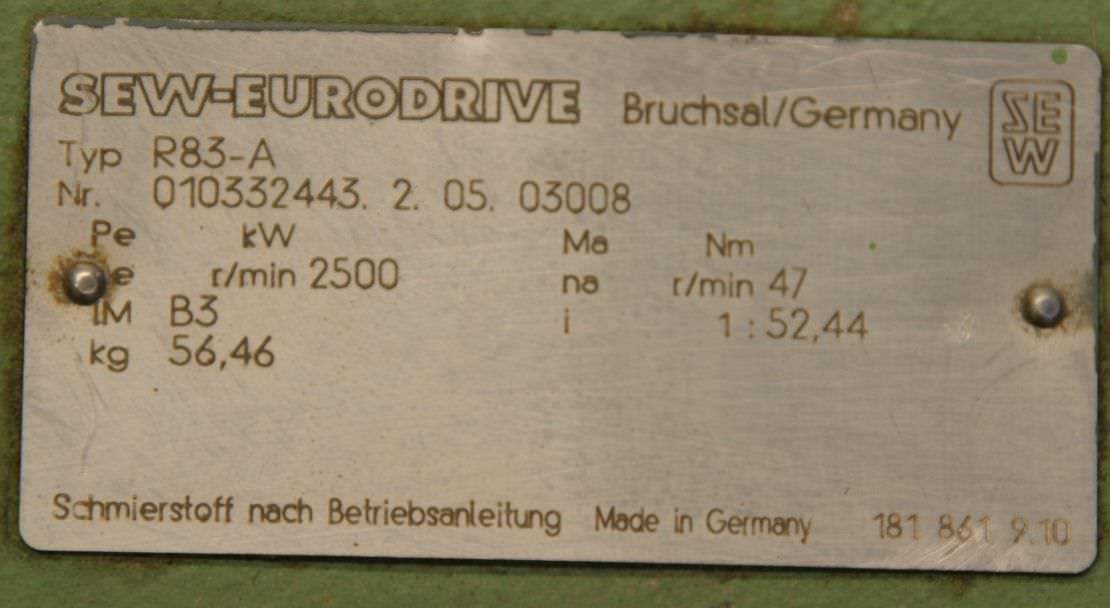 SEW-EURODRIVE Bruchsal/Germany SEW
Typ R83-A
Nr. 010332443. 2. 05. 03008
Pe kW Ma Nm
e r/min 2500 na r/min 47
IM B3 i 1 : 52,44
kg 56,46
Schmierstoff nach Betriebsanleitung Made in Germany 181 861 9.10